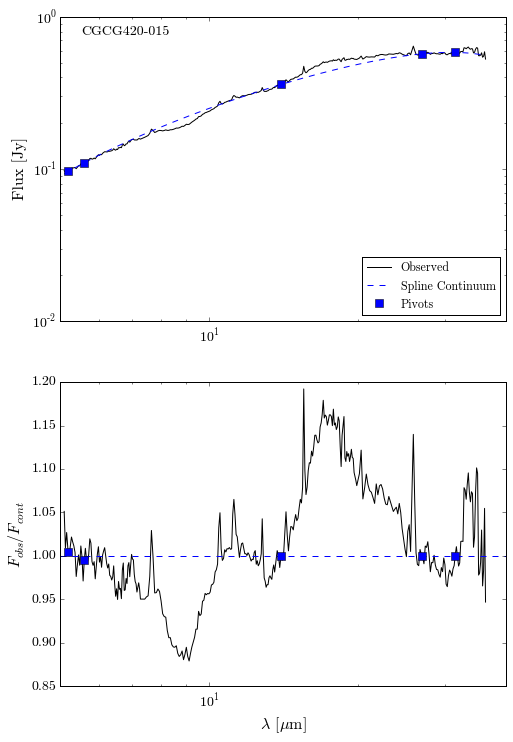 CGCG420-015
10^0
10^-1
10^-2
Flux [Jy]
Observed
Spline Continuum
Pivots
10^1
1.20
1.15
1.10
1.05
1.00
0.95
0.90
0.85
F_obs/F_cont
10^1
λ [μm]